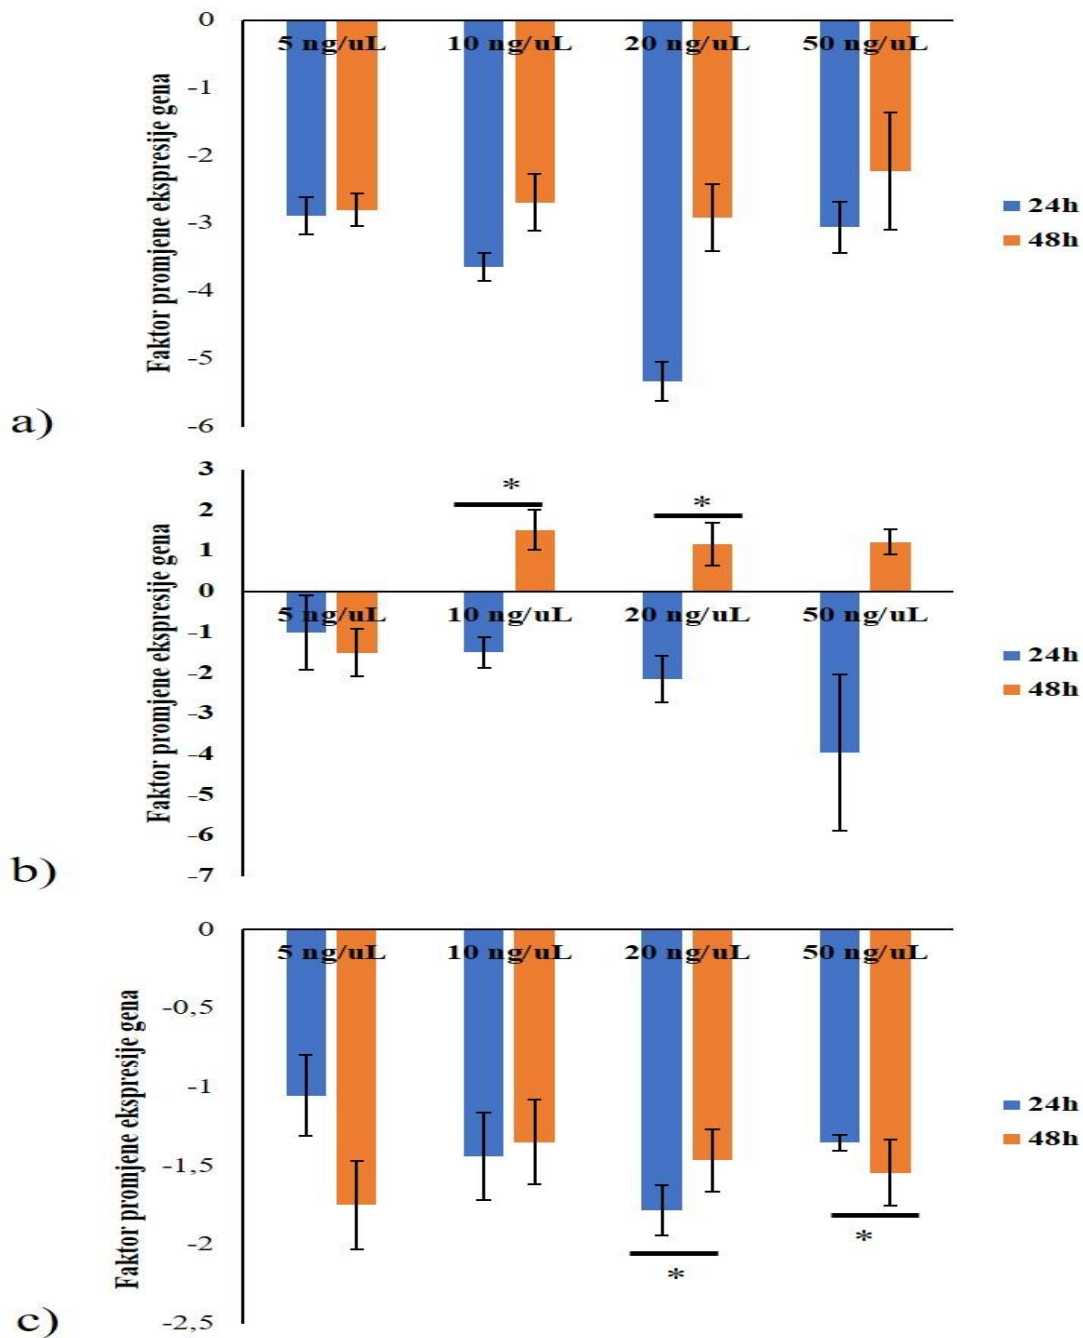 0
5 ng/uL 10 ng/uL 20 ng/uL 50 ng/uL
-1
-2
-3
-4
-5
-6
Faktor promjene ekspresije gena
24h
48h
a)
3
2
1
0
-1
-2
-3
-4
-5
-6
-7
* *
5 ng/uL 10 ng/uL 20 ng/uL 50 ng/uL
Faktor promjene ekspresije gena
24h
48h
b)
0
5 ng/uL 10 ng/uL 20 ng/uL 50 ng/uL
-0,5
-1
-1,5
-2
-2,5
Faktor promjene ekspresije gena
24h
48h
* *
c)